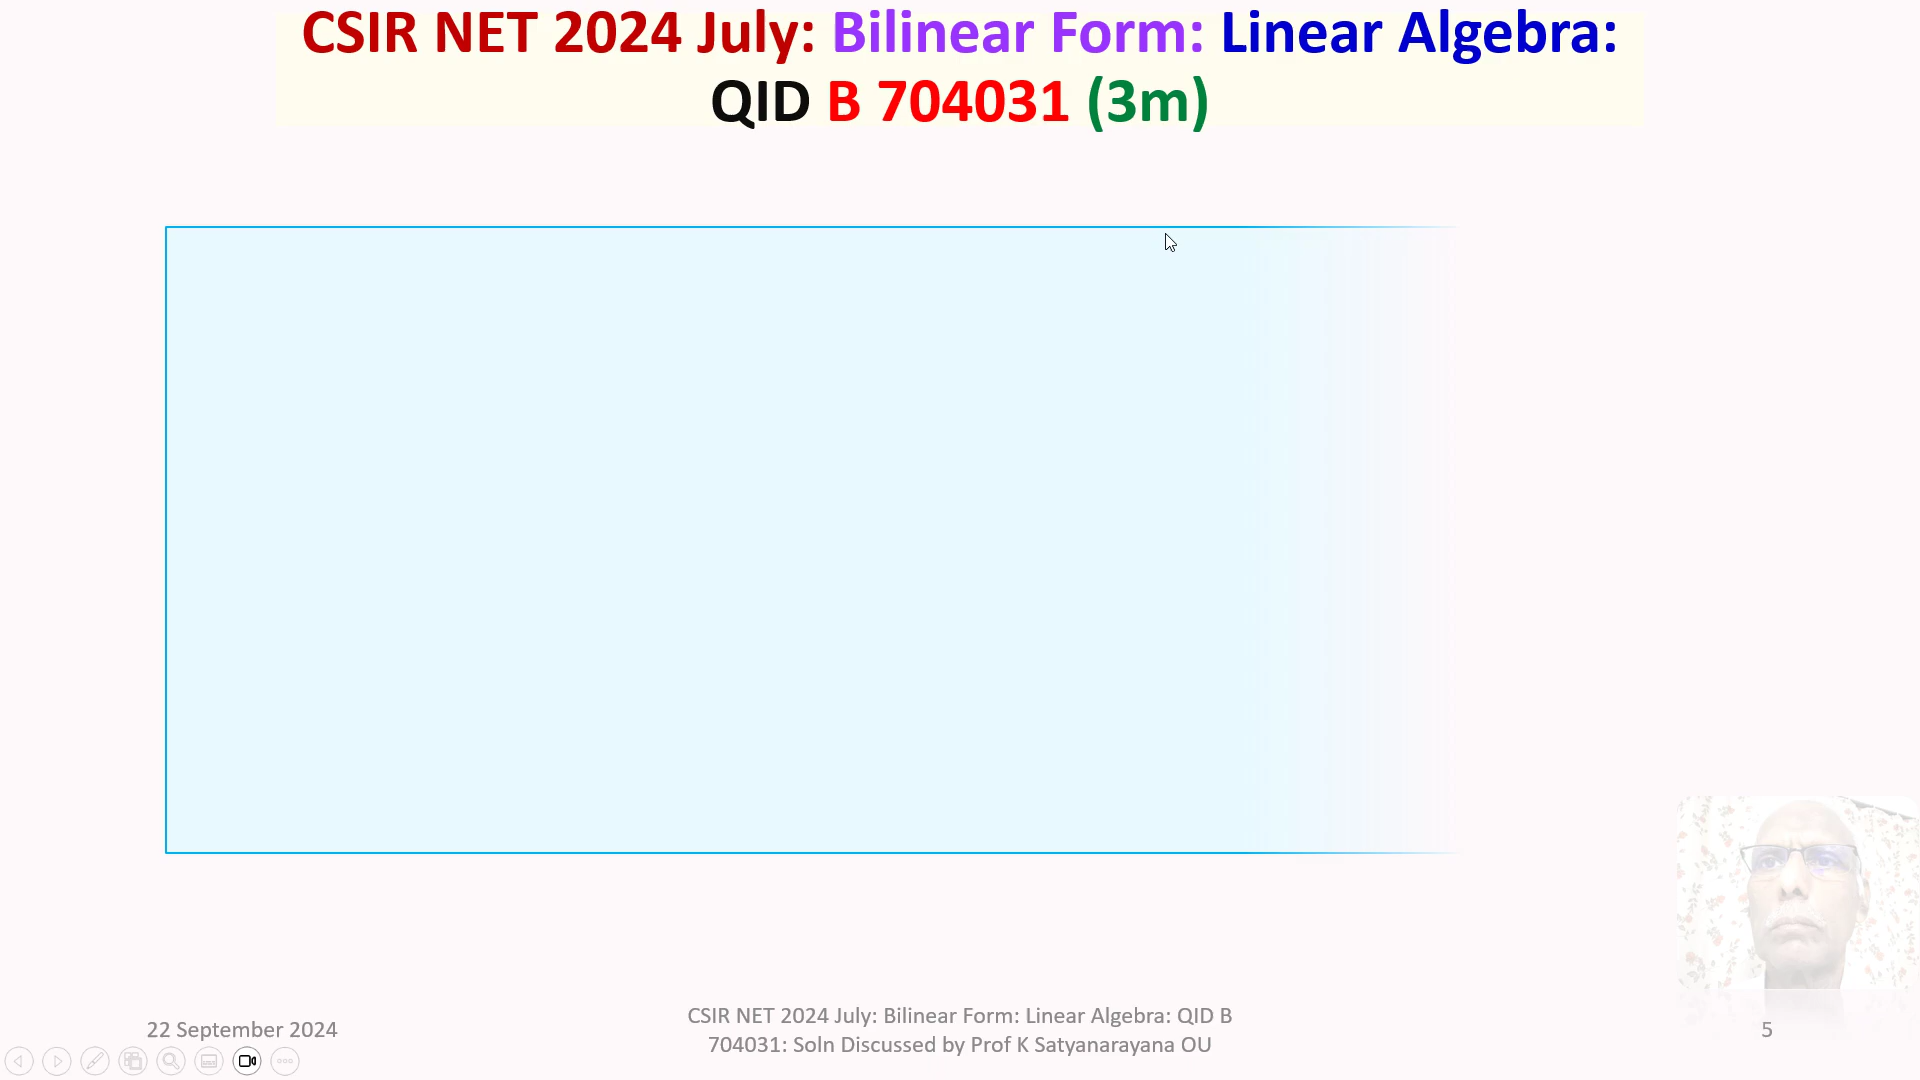 CSIR NET 2024 July: Bilinear Form: Linear Algebra:
QID B 704031 (3m)
22 September 2024
CSIR NET 2024 July: Bilinear Form: Linear Algebra: QID B
704031: Soln Discussed by Prof K Satyanarayana OU
5